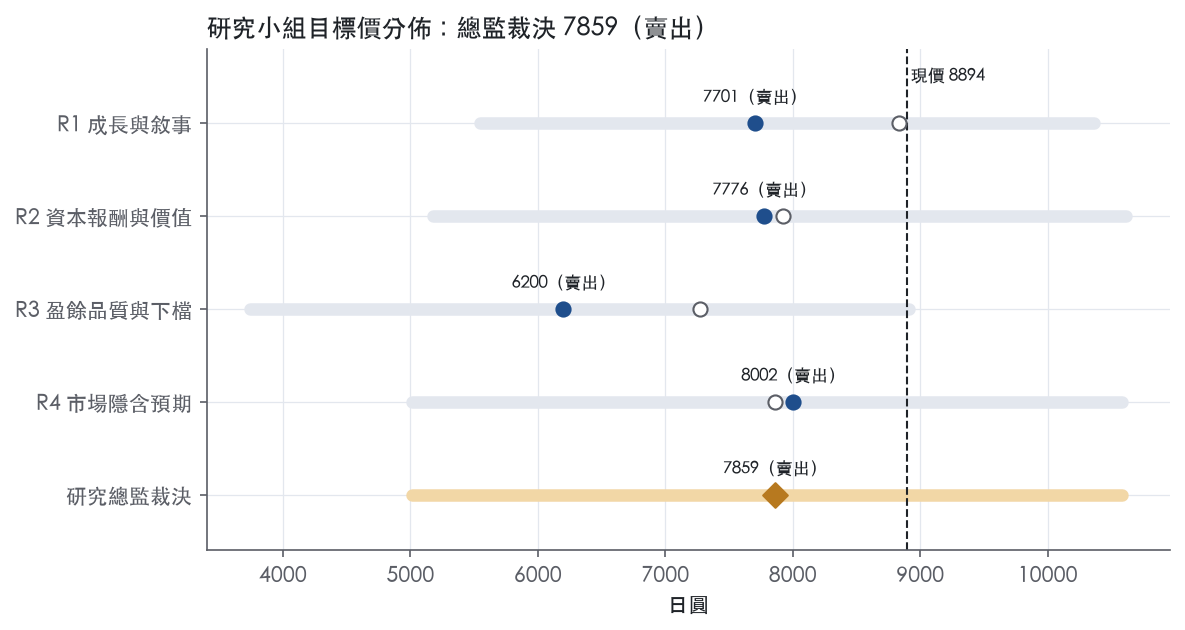 研究小組目標價分佈：總監裁決 7859（賣出）
現價 8894
7701（賣出）
R1 成長與敘事
7776（賣出）
R2 資本報酬與價值
6200（賣出）
R3 盈餘品質與下檔
8002（賣出）
R4 市場隱含預期
7859（賣出）
研究總監裁決
4000 5000 6000 7000 8000 9000 10000
日圓